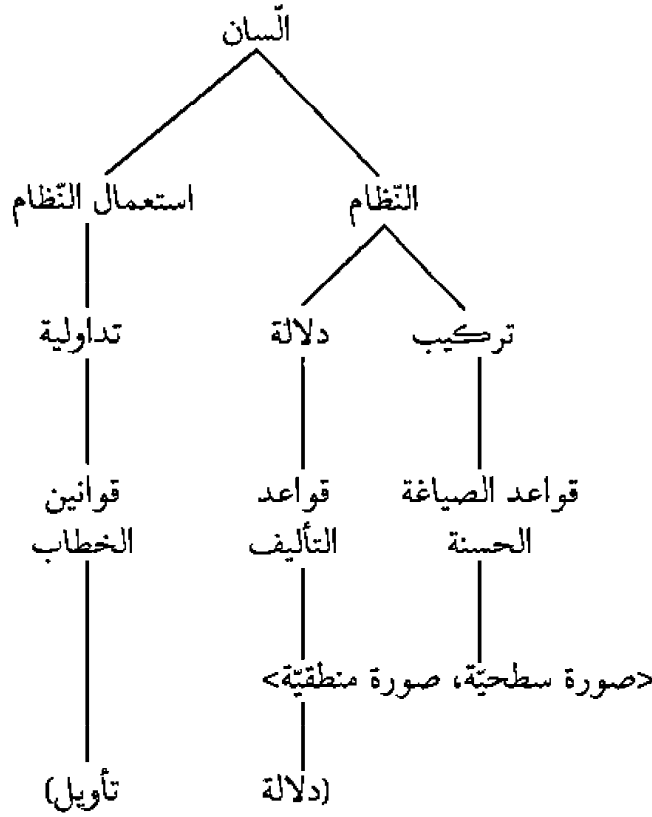 الّسان
النّظام استعمال النّظام
تركيب دلالة تداولية
قواعد الصياغة قواعد قوانين
الحسنة التأليف الخطاب
<صورة سطحيّة، صورة منطقيّة>
(دلالة تأويل)